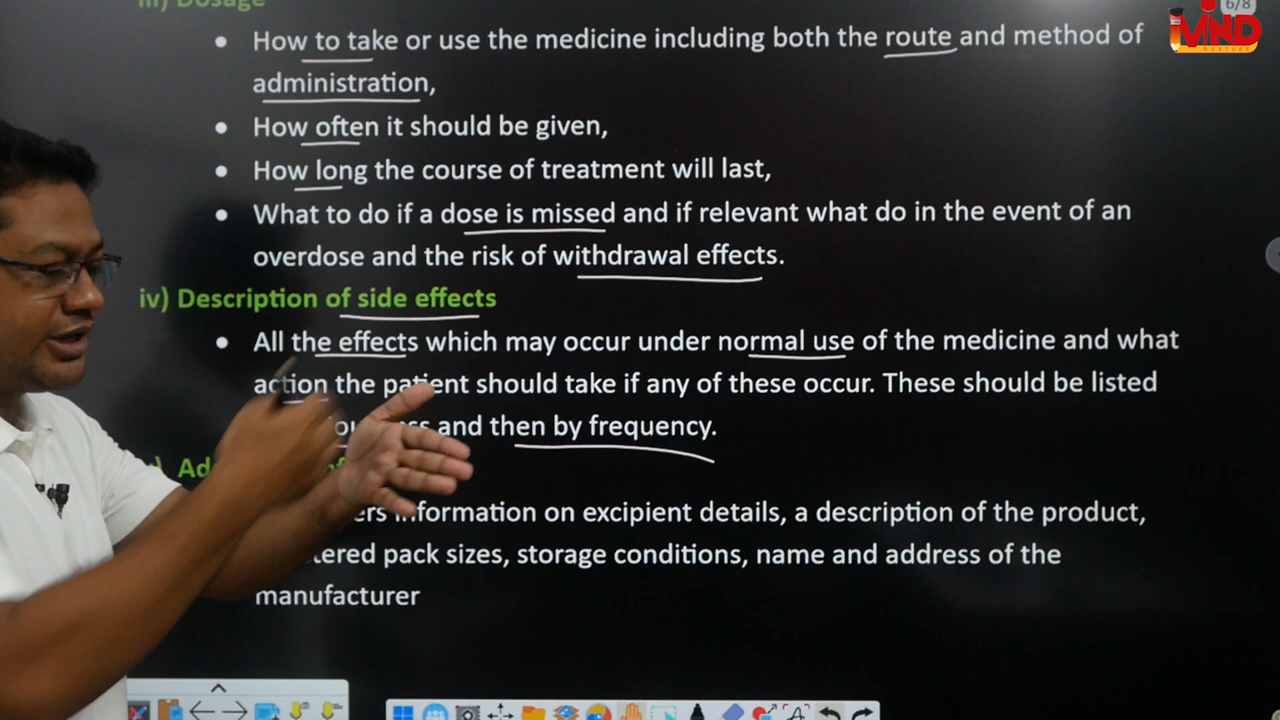 iii) Dosage
• How to take or use the medicine including both the route and method of
administration,
• How often it should be given,
• How long the course of treatment will last,
• What to do if a dose is missed and if relevant what do in the event of an
overdose and the risk of withdrawal effects.
iv) Description of side effects
• All the effects which may occur under normal use of the medicine and what
action the patient should take if any of these occur. These should be listed
and then by frequency.
information on excipient details, a description of the product,
pack sizes, storage conditions, name and address of the
manufacturer
6/8
MIND
NURTURE